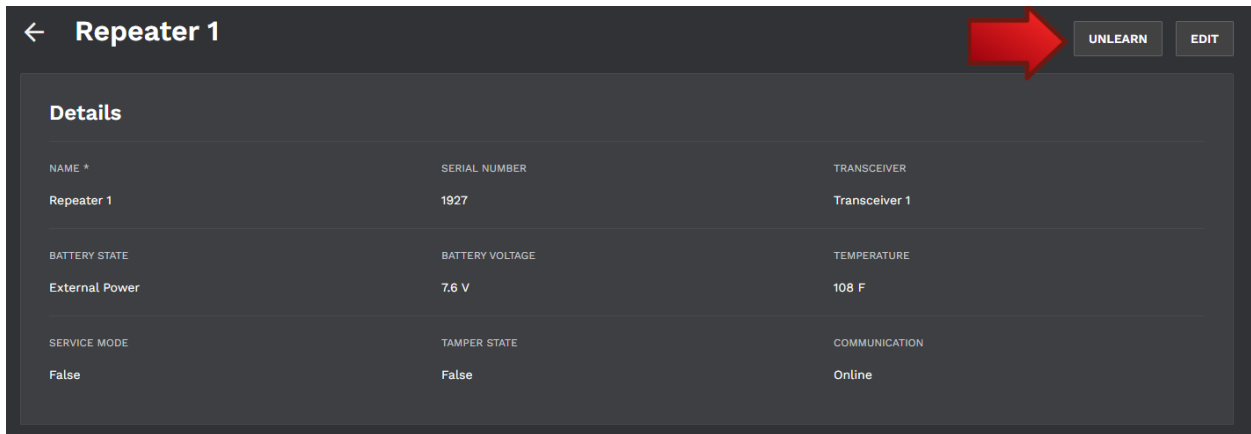 Repeater 1
UNLEARN EDIT
Details
NAME * SERIAL NUMBER TRANSCEIVER
Repeater 1 1927 Transceiver 1
BATTERY STATE BATTERY VOLTAGE TEMPERATURE
External Power 7.6 V 108 F
SERVICE MODE TAMPER STATE COMMUNICATION
False False Online